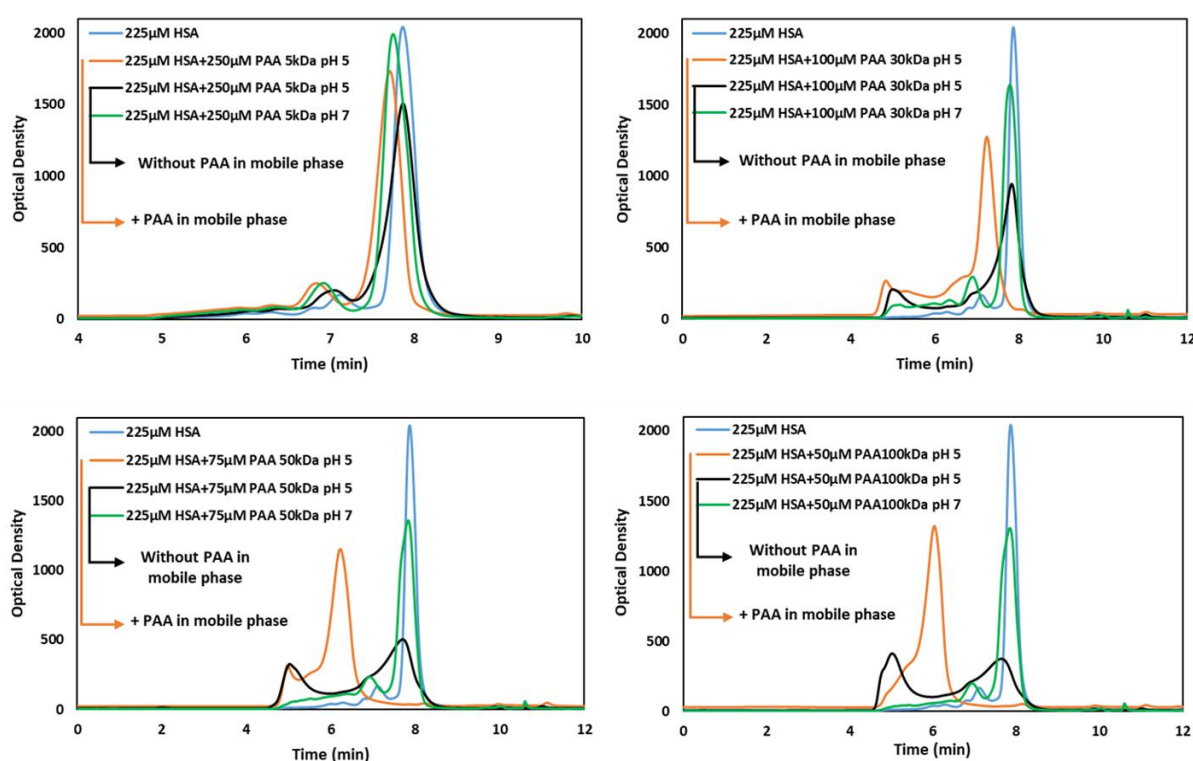 2000
1500
1000
500
0
Optical Density
225µM HSA
225µM HSA+250µM PAA 5kDa pH 5
225µM HSA+250µM PAA 5kDa pH 5
225µM HSA+250µM PAA 5kDa pH 7
Without PAA in mobile phase
+ PAA in mobile phase
4 5 6 7 8 9 10
Time (min)
2000
1500
1000
500
0
Optical Density
225µM HSA
225µM HSA+100µM PAA 30kDa pH 5
225µM HSA+100µM PAA 30kDa pH 5
225µM HSA+100µM PAA 30kDa pH 7
Without PAA in mobile phase
+ PAA in mobile phase
0 2 4 6 8 10 12
Time (min)
2000
1500
1000
500
0
Optical Density
225µM HSA
225µM HSA+75µM PAA 50kDa pH 5
225µM HSA+75µM PAA 50kDa pH 5
225µM HSA+75µM PAA 50kDa pH 7
Without PAA in
mobile phase
+ PAA in mobile phase
0 2 4 6 8 10 12
Time (min)
2000
1500
1000
500
0
Optical Density
225µM HSA
225µM HSA+50µM PAA100kDa pH 5
225µM HSA+50µM PAA100kDa pH 5
225µM HSA+50µM PAA100kDa pH 7
Without PAA in
mobile phase
+ PAA in mobile phase
0 2 4 6 8 10 12
Time (min)